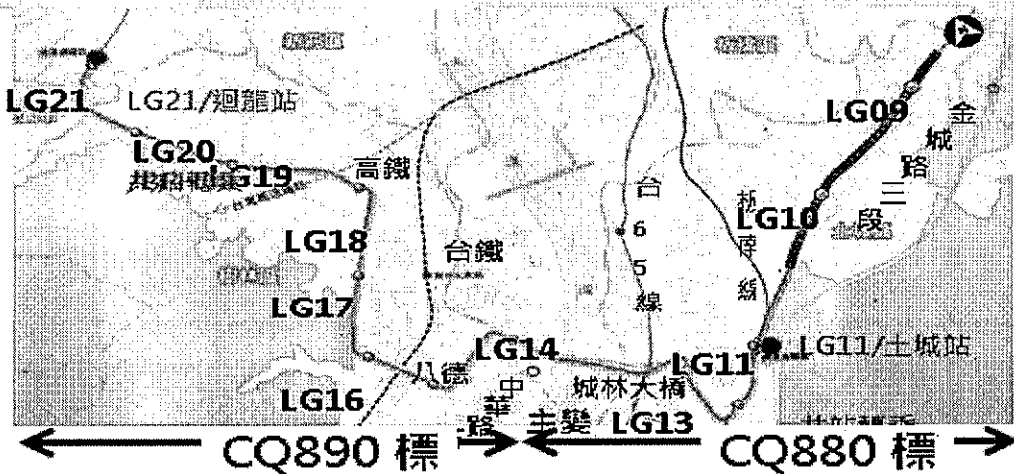 LG21
LG21/迴龍站
LG20
LG19
高鐵
LG18
LG17
LG16
台鐵
八德
LG14
中
華
路
主變
城林大橋
LG13
台
6
5
線
LG09
金
城
路
三
段
LG10
LG11
LG11/土城站
CQ890 標
CQ880 標